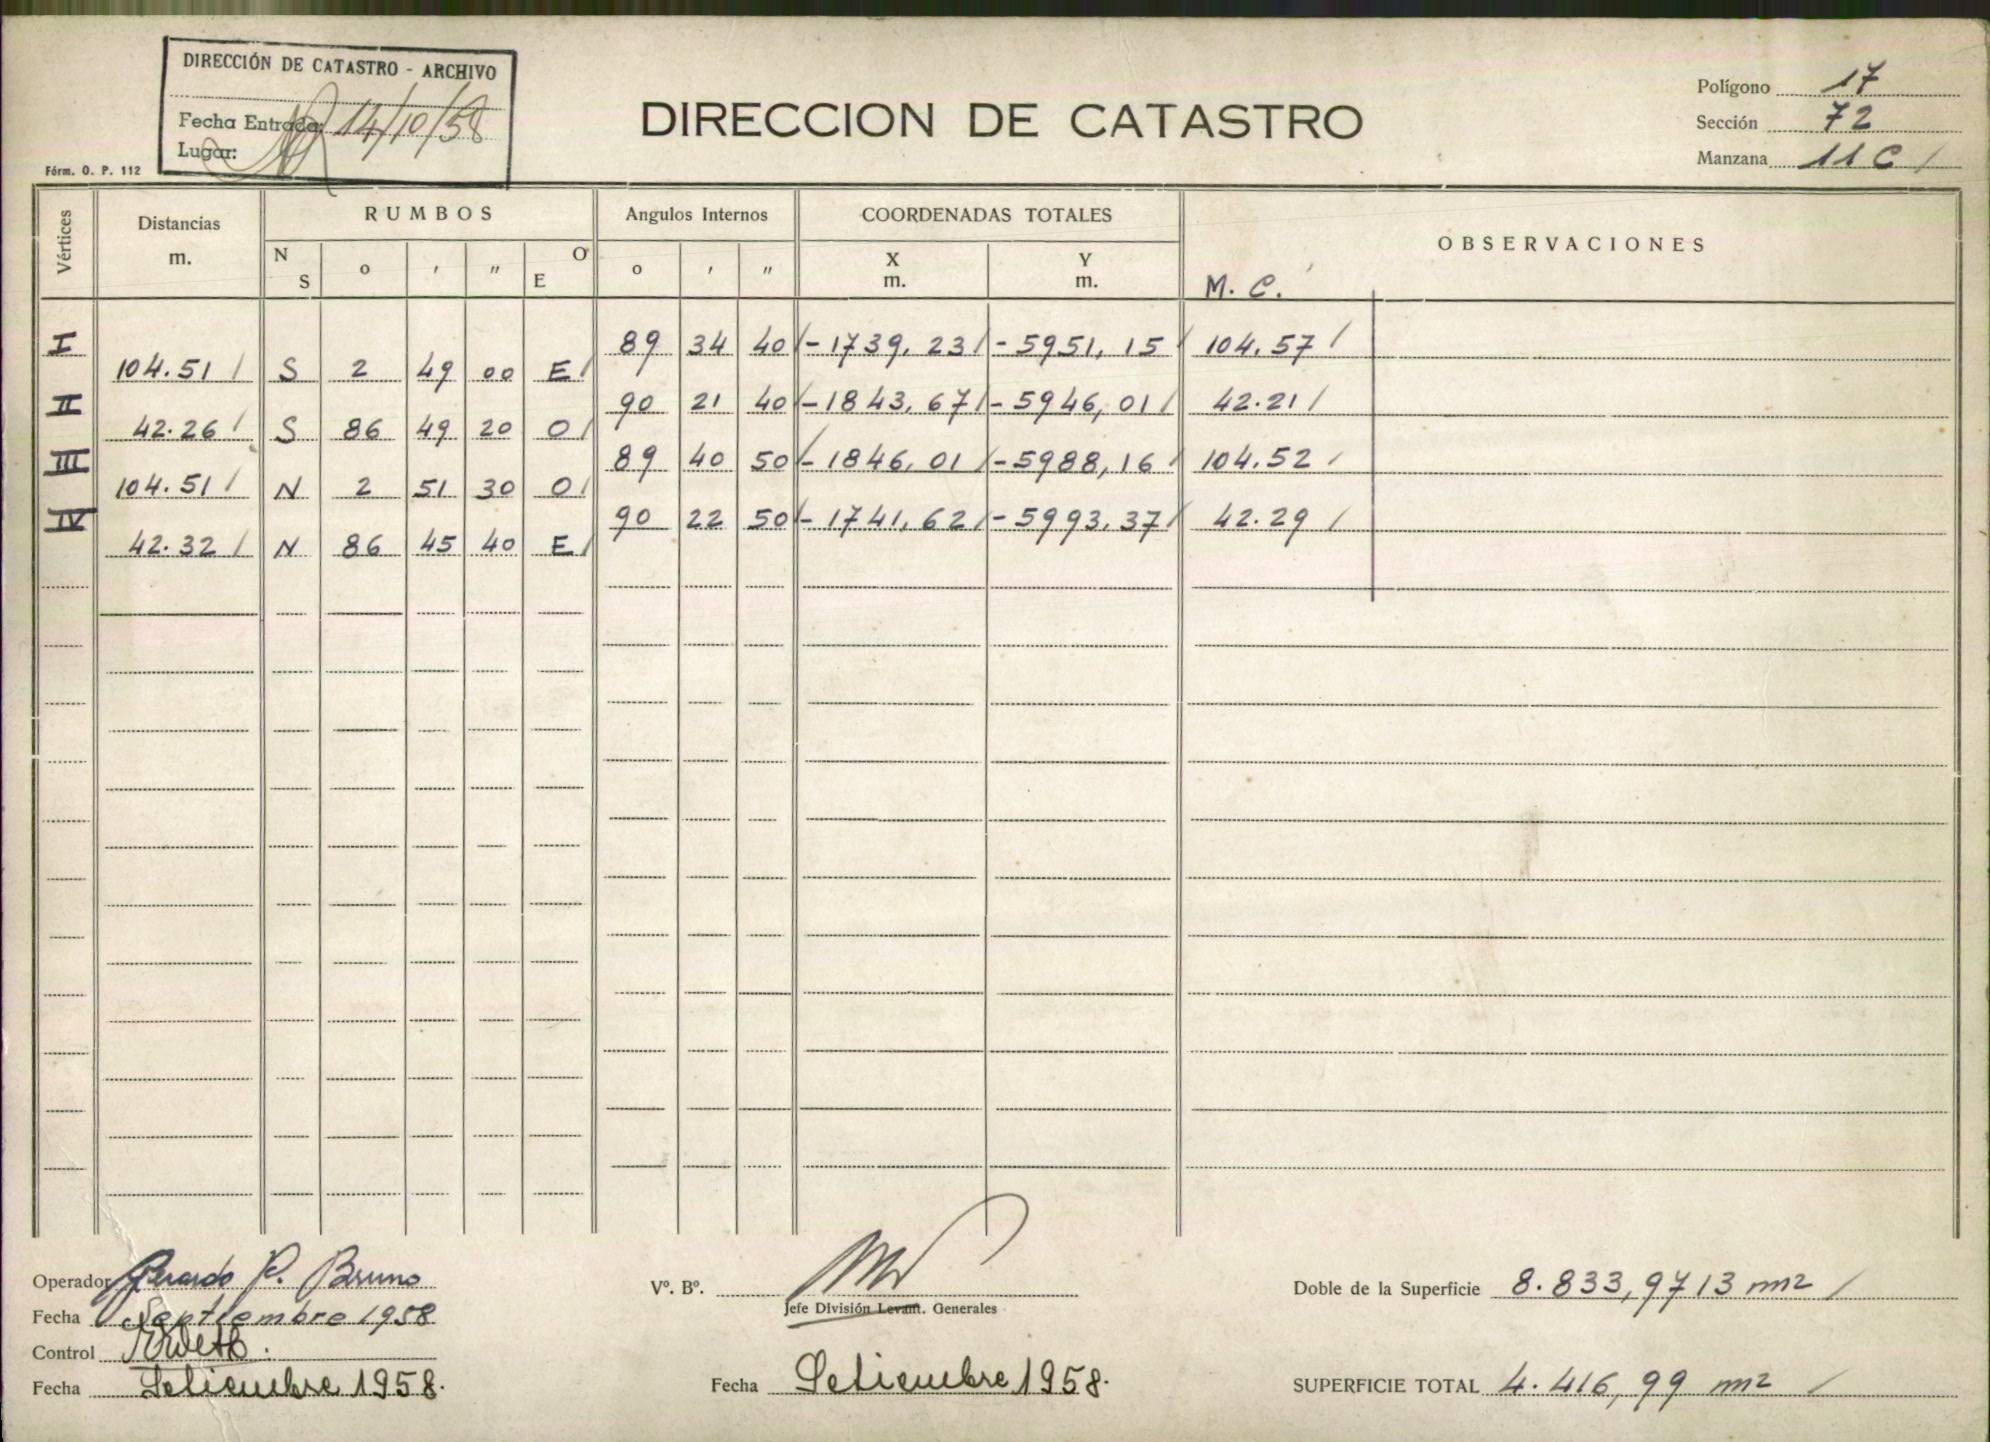 DIRECCIÓN DE CATASTRO - ARCHIVO
Fecha Entrada: 14/10/58
Lugar:
Fórm. O. P. 112
DIRECCION DE CATASTRO
Polígono 17
Sección 72
Manzana 11 C /
Vértices Distancias m. RUMBOS Angulos Internos COORDENADAS TOTALES OBSERVACIONES
N S o ′ ″ O E o ′ ″ X m. Y m. M. C.
I 89 34 40 / - 1739,23 / - 5951,15 / 104.57 /
104.51 / S 2 49 00 E /
II 90 21 40 / - 1843,67 / - 5946,01 / 42.21 /
42.26 / S 86 49 20 O /
III 89 40 50 / - 1846,01 / - 5988,16 / 104.52 /
104.51 / N 2 51 30 O /
IV 90 22 50 / - 1741,62 / - 5993,37 / 42.29 /
42.32 / N 86 45 40 E /
Operador Gerardo P. Bruno
Fecha Septiembre 1958
Control
Fecha Setiembre 1958.
Vº. Bº.
Jefe División Levant. Generales
Fecha Setiembre 1958.
Doble de la Superficie 8.833,9713 m2 /
SUPERFICIE TOTAL 4.416,99 m2 /